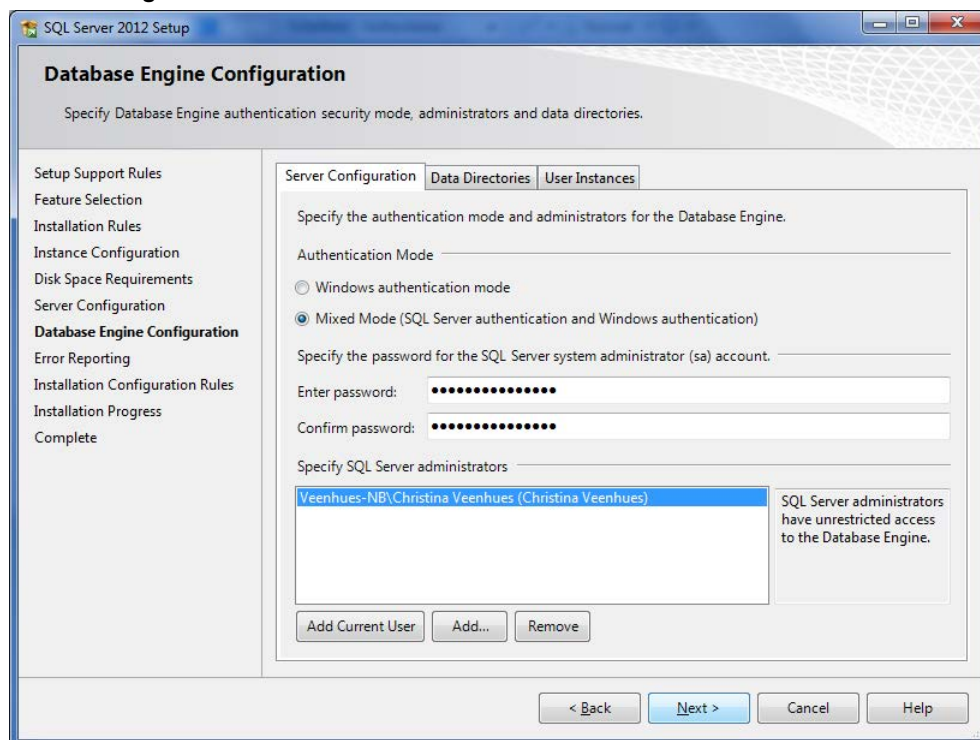 SQL Server 2012 Setup
Database Engine Configuration
Specify Database Engine authentication security mode, administrators and data directories.
Setup Support Rules
Feature Selection
Installation Rules
Instance Configuration
Disk Space Requirements
Server Configuration
Database Engine Configuration
Error Reporting
Installation Configuration Rules
Installation Progress
Complete
Server Configuration
Data Directories
User Instances
Specify the authentication mode and administrators for the Database Engine.
Authentication Mode
Windows authentication mode
Mixed Mode (SQL Server authentication and Windows authentication)
Specify the password for the SQL Server system administrator (sa) account.
Enter password: ●●●●●●●●●●●●●●●
Confirm password: ●●●●●●●●●●●●●●●
Specify SQL Server administrators
Veenhues-NB\Christina Veenhues (Christina Veenhues)
SQL Server administrators
have unrestricted access
to the Database Engine.
Add Current User
Add...
Remove
< Back
Next >
Cancel
Help